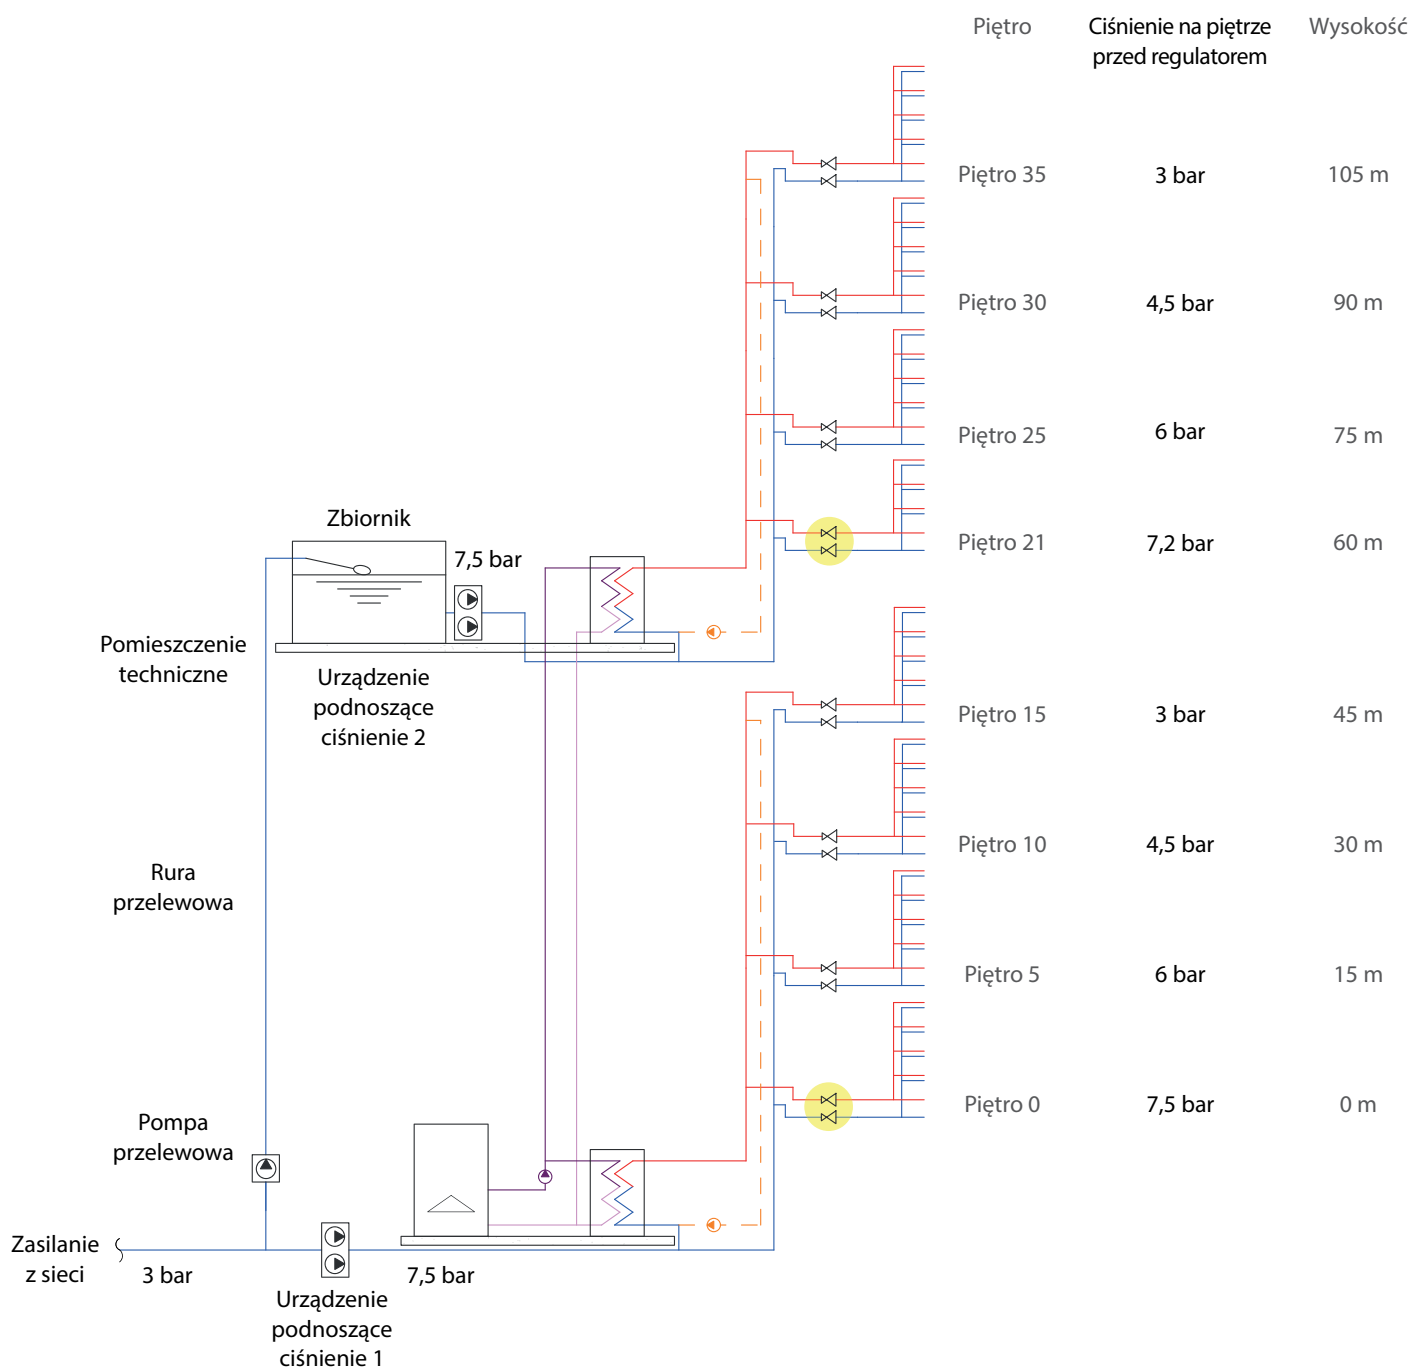 Piętro
Ciśnienie na piętrze
przed regulatorem
Wysokość
Piętro 35
3 bar
105 m
Piętro 30
4,5 bar
90 m
Piętro 25
6 bar
75 m
Zbiornik
7,5 bar
Piętro 21
7,2 bar
60 m
Pomieszczenie
techniczne
Urządzenie
podnoszące
ciśnienie 2
Piętro 15
3 bar
45 m
Piętro 10
4,5 bar
30 m
Rura
przelewowa
Piętro 5
6 bar
15 m
Piętro 0
7,5 bar
0 m
Pompa
przelewowa
Zasilanie
z sieci
3 bar
7,5 bar
Urządzenie
podnoszące
ciśnienie 1